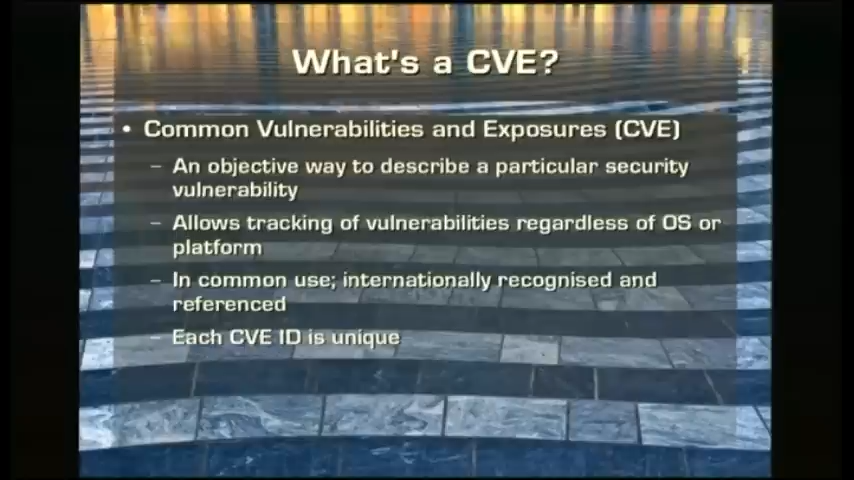 What's a CVE?
• Common Vulnerabilities and Exposures (CVE)
– An objective way to describe a particular security
vulnerability
– Allows tracking of vulnerabilities regardless of OS or
platform
– In common use; internationally recognised and
referenced
– Each CVE ID is unique